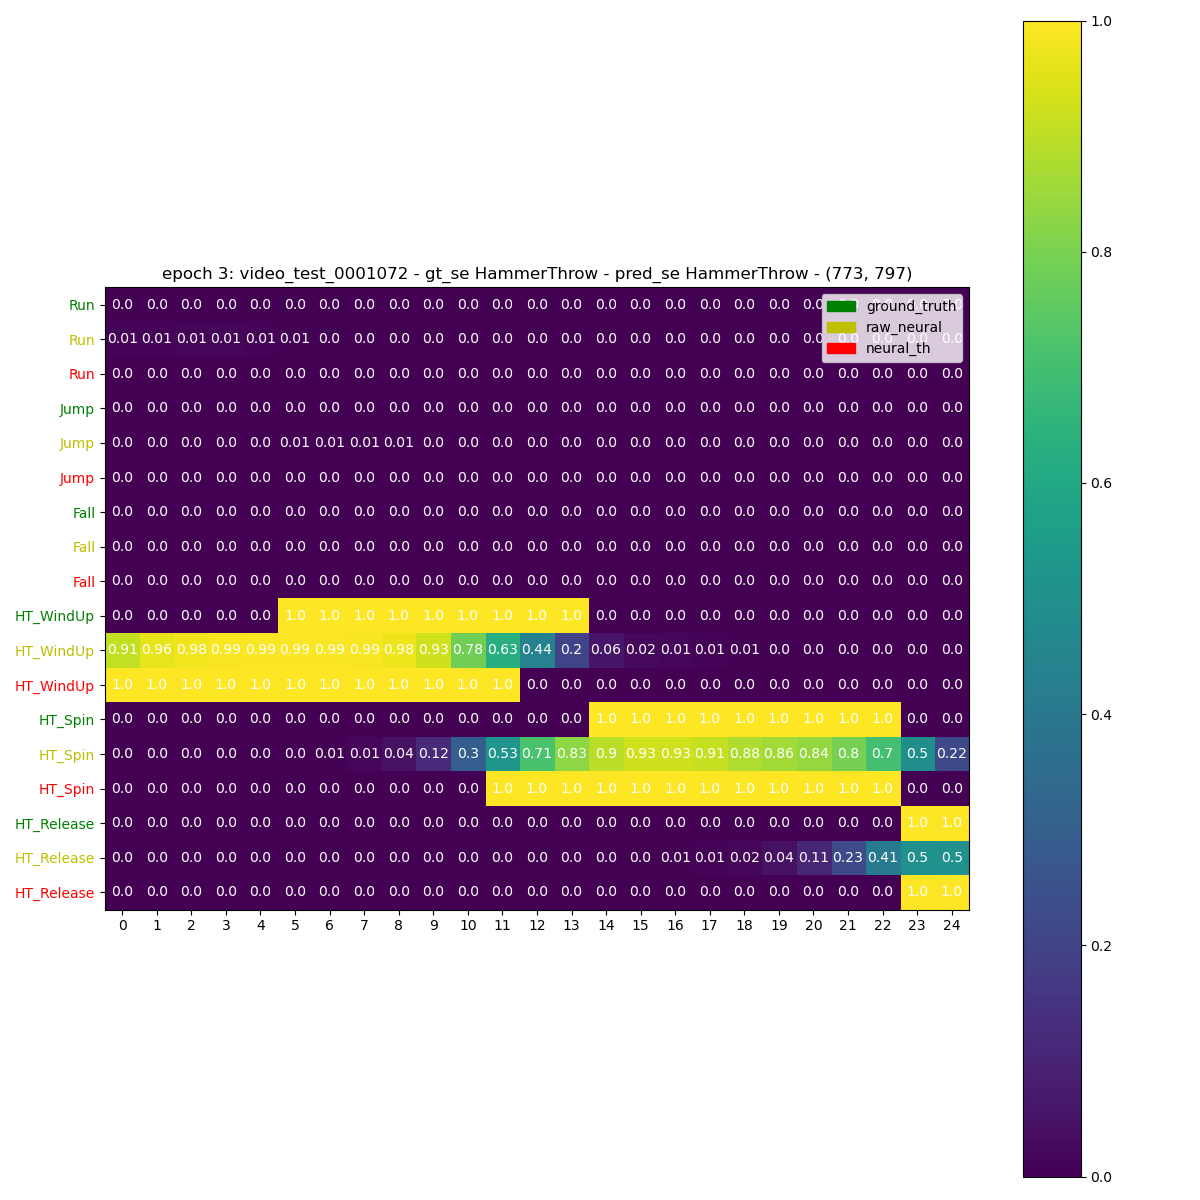 epoch 3: video_test_0001072 - gt_se HammerThrow - pred_se HammerThrow - (773, 797)
Run 0.0 0.0 0.0 0.0 0.0 0.0 0.0 0.0 0.0 0.0 0.0 0.0 0.0 0.0 0.0 0.0 0.0 0.0 0.0 0.0 0.0
Run 0.01 0.01 0.01 0.01 0.01 0.01 0.0 0.0 0.0 0.0 0.0 0.0 0.0 0.0 0.0 0.0 0.0 0.0 0.0 0.0 0.0 0.0 0.0 0.0 0.0
Run 0.0 0.0 0.0 0.0 0.0 0.0 0.0 0.0 0.0 0.0 0.0 0.0 0.0 0.0 0.0 0.0 0.0 0.0 0.0 0.0 0.0 0.0 0.0 0.0 0.0
Jump 0.0 0.0 0.0 0.0 0.0 0.0 0.0 0.0 0.0 0.0 0.0 0.0 0.0 0.0 0.0 0.0 0.0 0.0 0.0 0.0 0.0 0.0 0.0 0.0 0.0
Jump 0.0 0.0 0.0 0.0 0.0 0.01 0.01 0.01 0.01 0.0 0.0 0.0 0.0 0.0 0.0 0.0 0.0 0.0 0.0 0.0 0.0 0.0 0.0 0.0 0.0
Jump 0.0 0.0 0.0 0.0 0.0 0.0 0.0 0.0 0.0 0.0 0.0 0.0 0.0 0.0 0.0 0.0 0.0 0.0 0.0 0.0 0.0 0.0 0.0 0.0 0.0
Fall 0.0 0.0 0.0 0.0 0.0 0.0 0.0 0.0 0.0 0.0 0.0 0.0 0.0 0.0 0.0 0.0 0.0 0.0 0.0 0.0 0.0 0.0 0.0 0.0 0.0
Fall 0.0 0.0 0.0 0.0 0.0 0.0 0.0 0.0 0.0 0.0 0.0 0.0 0.0 0.0 0.0 0.0 0.0 0.0 0.0 0.0 0.0 0.0 0.0 0.0 0.0
Fall 0.0 0.0 0.0 0.0 0.0 0.0 0.0 0.0 0.0 0.0 0.0 0.0 0.0 0.0 0.0 0.0 0.0 0.0 0.0 0.0 0.0 0.0 0.0 0.0 0.0
HT_WindUp 0.0 0.0 0.0 0.0 0.0 1.0 1.0 1.0 1.0 1.0 1.0 1.0 1.0 1.0 0.0 0.0 0.0 0.0 0.0 0.0 0.0 0.0 0.0 0.0 0.0
HT_WindUp 0.91 0.96 0.98 0.99 0.99 0.99 0.99 0.99 0.98 0.93 0.78 0.63 0.44 0.2 0.06 0.02 0.01 0.01 0.01 0.0 0.0 0.0 0.0 0.0 0.0
HT_WindUp 1.0 1.0 1.0 1.0 1.0 1.0 1.0 1.0 1.0 1.0 1.0 1.0 0.0 0.0 0.0 0.0 0.0 0.0 0.0 0.0 0.0 0.0 0.0 0.0 0.0
HT_Spin 0.0 0.0 0.0 0.0 0.0 0.0 0.0 0.0 0.0 0.0 0.0 0.0 0.0 0.0 1.0 1.0 1.0 1.0 1.0 1.0 1.0 1.0 1.0 0.0 0.0
HT_Spin 0.0 0.0 0.0 0.0 0.0 0.0 0.01 0.01 0.04 0.12 0.3 0.53 0.71 0.83 0.9 0.93 0.93 0.91 0.88 0.86 0.84 0.8 0.7 0.5 0.22
HT_Spin 0.0 0.0 0.0 0.0 0.0 0.0 0.0 0.0 0.0 0.0 0.0 1.0 1.0 1.0 1.0 1.0 1.0 1.0 1.0 1.0 1.0 1.0 1.0 0.0 0.0
HT_Release 0.0 0.0 0.0 0.0 0.0 0.0 0.0 0.0 0.0 0.0 0.0 0.0 0.0 0.0 0.0 0.0 0.0 0.0 0.0 0.0 0.0 0.0 0.0 1.0 1.0
HT_Release 0.0 0.0 0.0 0.0 0.0 0.0 0.0 0.0 0.0 0.0 0.0 0.0 0.0 0.0 0.0 0.0 0.01 0.01 0.02 0.04 0.11 0.23 0.41 0.5 0.5
HT_Release 0.0 0.0 0.0 0.0 0.0 0.0 0.0 0.0 0.0 0.0 0.0 0.0 0.0 0.0 0.0 0.0 0.0 0.0 0.0 0.0 0.0 0.0 0.0 1.0 1.0
0 1 2 3 4 5 6 7 8 9 10 11 12 13 14 15 16 17 18 19 20 21 22 23 24
ground_truth
raw_neural
neural_th
1.0
0.8
0.6
0.4
0.2
0.0